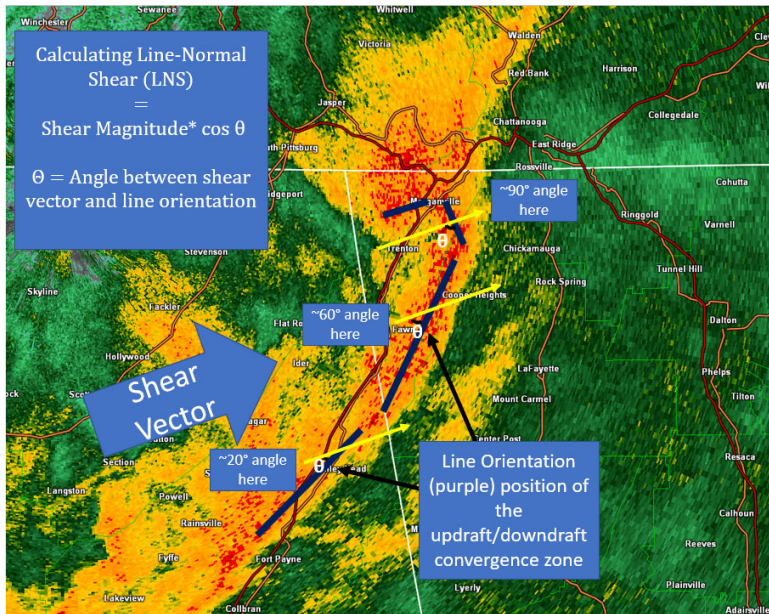 Sewanee
Whitwell
Winchester
Walden
Victoria
Red Bank
Harrison
Calculating Line-Normal
Shear (LNS)
=
Shear Magnitude* cos θ
Θ = Angle between shear
vector and line orientation
Jasper
Chattanooga
Collegedale
East Ridge
Rossville
Cohutta
~90° angle
here
Ringgold
Varnell
Trenton
θ
Chickamauga
Stevenson
Rock Spring
Tunnel Hill
Skyline
Fackler
Cooper Heights
~60° angle
here
Flat
θ
Dalton
Hollywood
Ider
LaFayette
Phelps
Shear
Vector
Mount Carmel
Tilton
Center Post
~20° angle
here
θ
Section
Langston
Powell
Resaca
Line Orientation
(purple) position of
the
updraft/downdraft
convergence zone
Rainsville
Calhoun
Fyffe
Fort Payne
Reeves
Lyerly
Plainville
Lakeview
Collbran
Adairsville